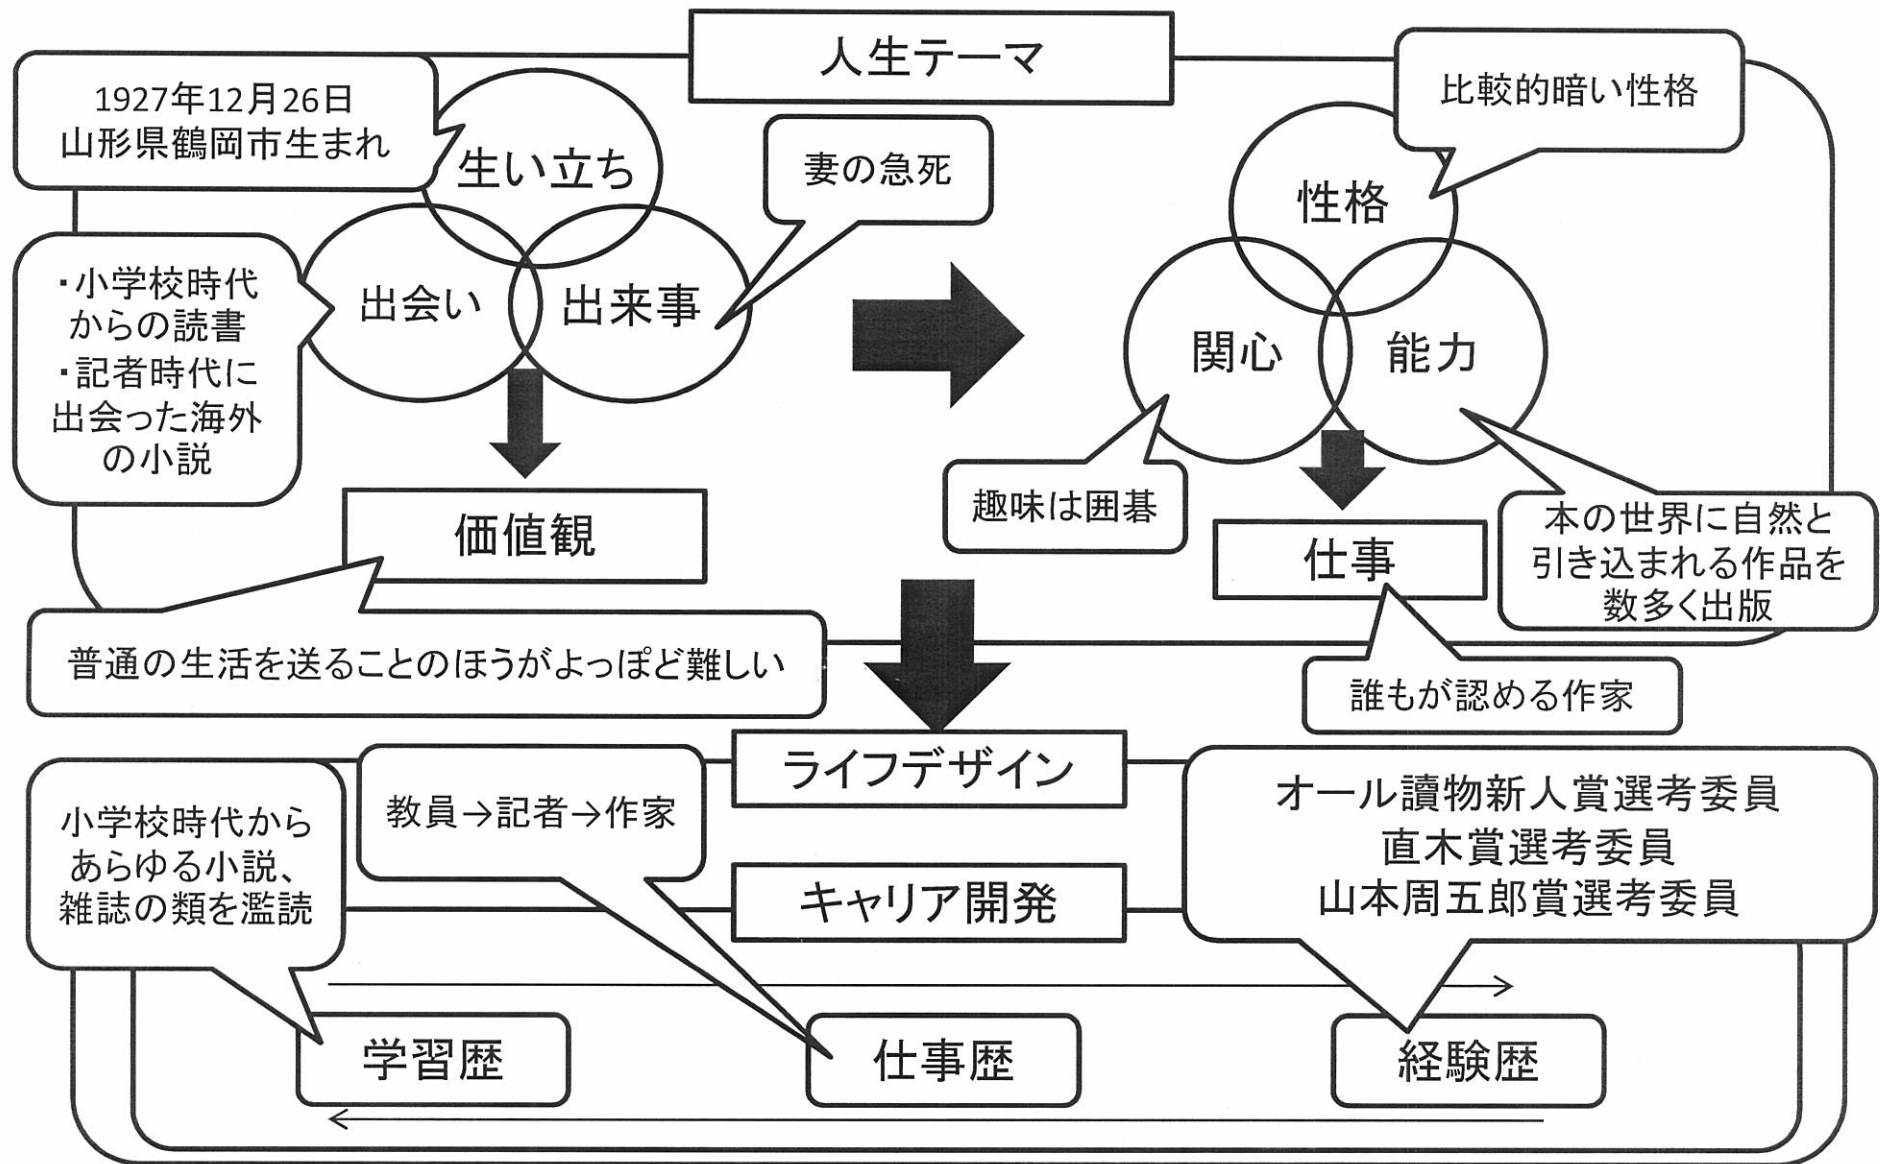 人生テーマ
1927年12月26日
山形県鶴岡市生まれ
生い立ち
妻の急死
・小学校時代
からの読書
・記者時代に
出会った海外
の小説
出会い
出来事
価値観
普通の生活を送ることのほうがよっぽど難しい
比較的暗い性格
性格
関心
能力
趣味は囲碁
仕事
本の世界に自然と
引き込まれる作品を
数多く出版
誰もが認める作家
ライフデザイン
キャリア開発
小学校時代から
あらゆる小説、
雑誌の類を濫読
教員→記者→作家
オール讀物新人賞選考委員
直木賞選考委員
山本周五郎賞選考委員
学習歴
仕事歴
経験歴